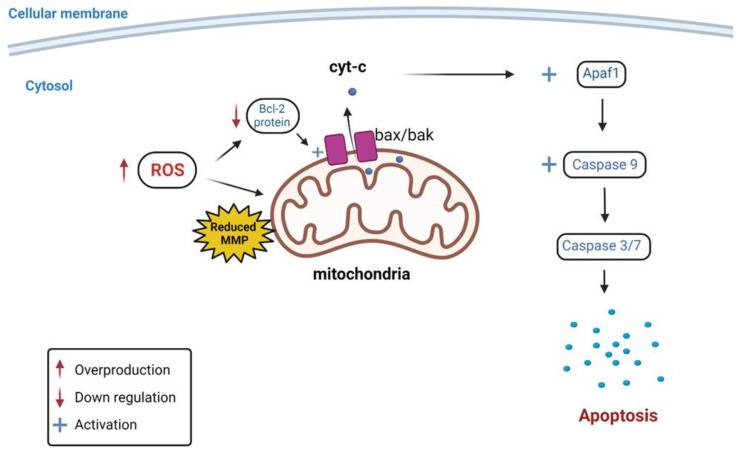 Cellular membrane
Cytosol
cyt-c
Apaf1
Bcl-2
protein
bax/bak
ROS
Caspase 9
Reduced
MMP
Caspase 3/7
mitochondria
Overproduction
Down regulation
Activation
Apoptosis